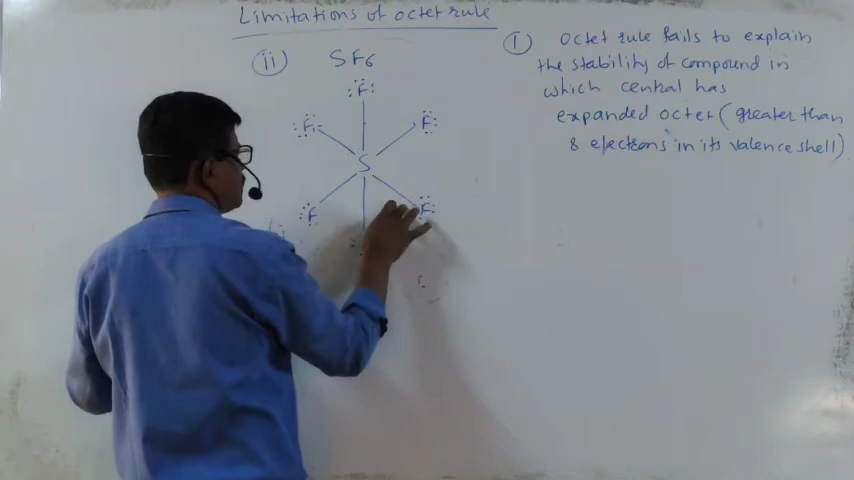 Limitations of octet rule
ii) SF6
F
F F
S
F F
i) Octet rule fails to explain
the stability of compound in
which central has
expanded octet (greater than
8 electrons in its valence shell)